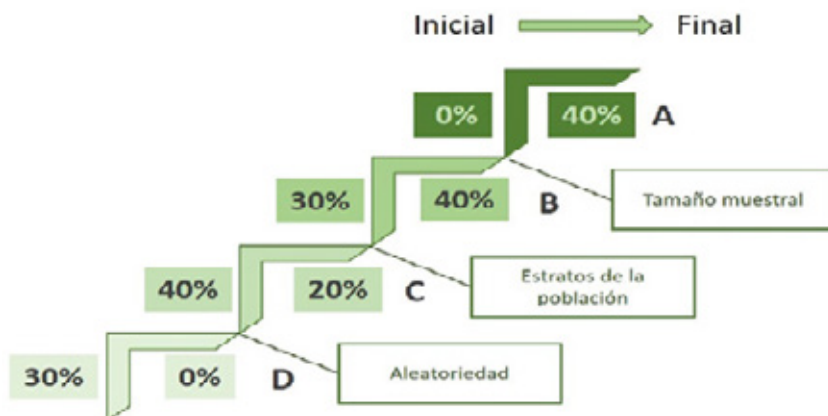 Inicial Final
0% 40% A
30% 40% B
Tamaño muestral
40% 20% C
Estratos de la
población
30% 0% D
Aleatoriedad